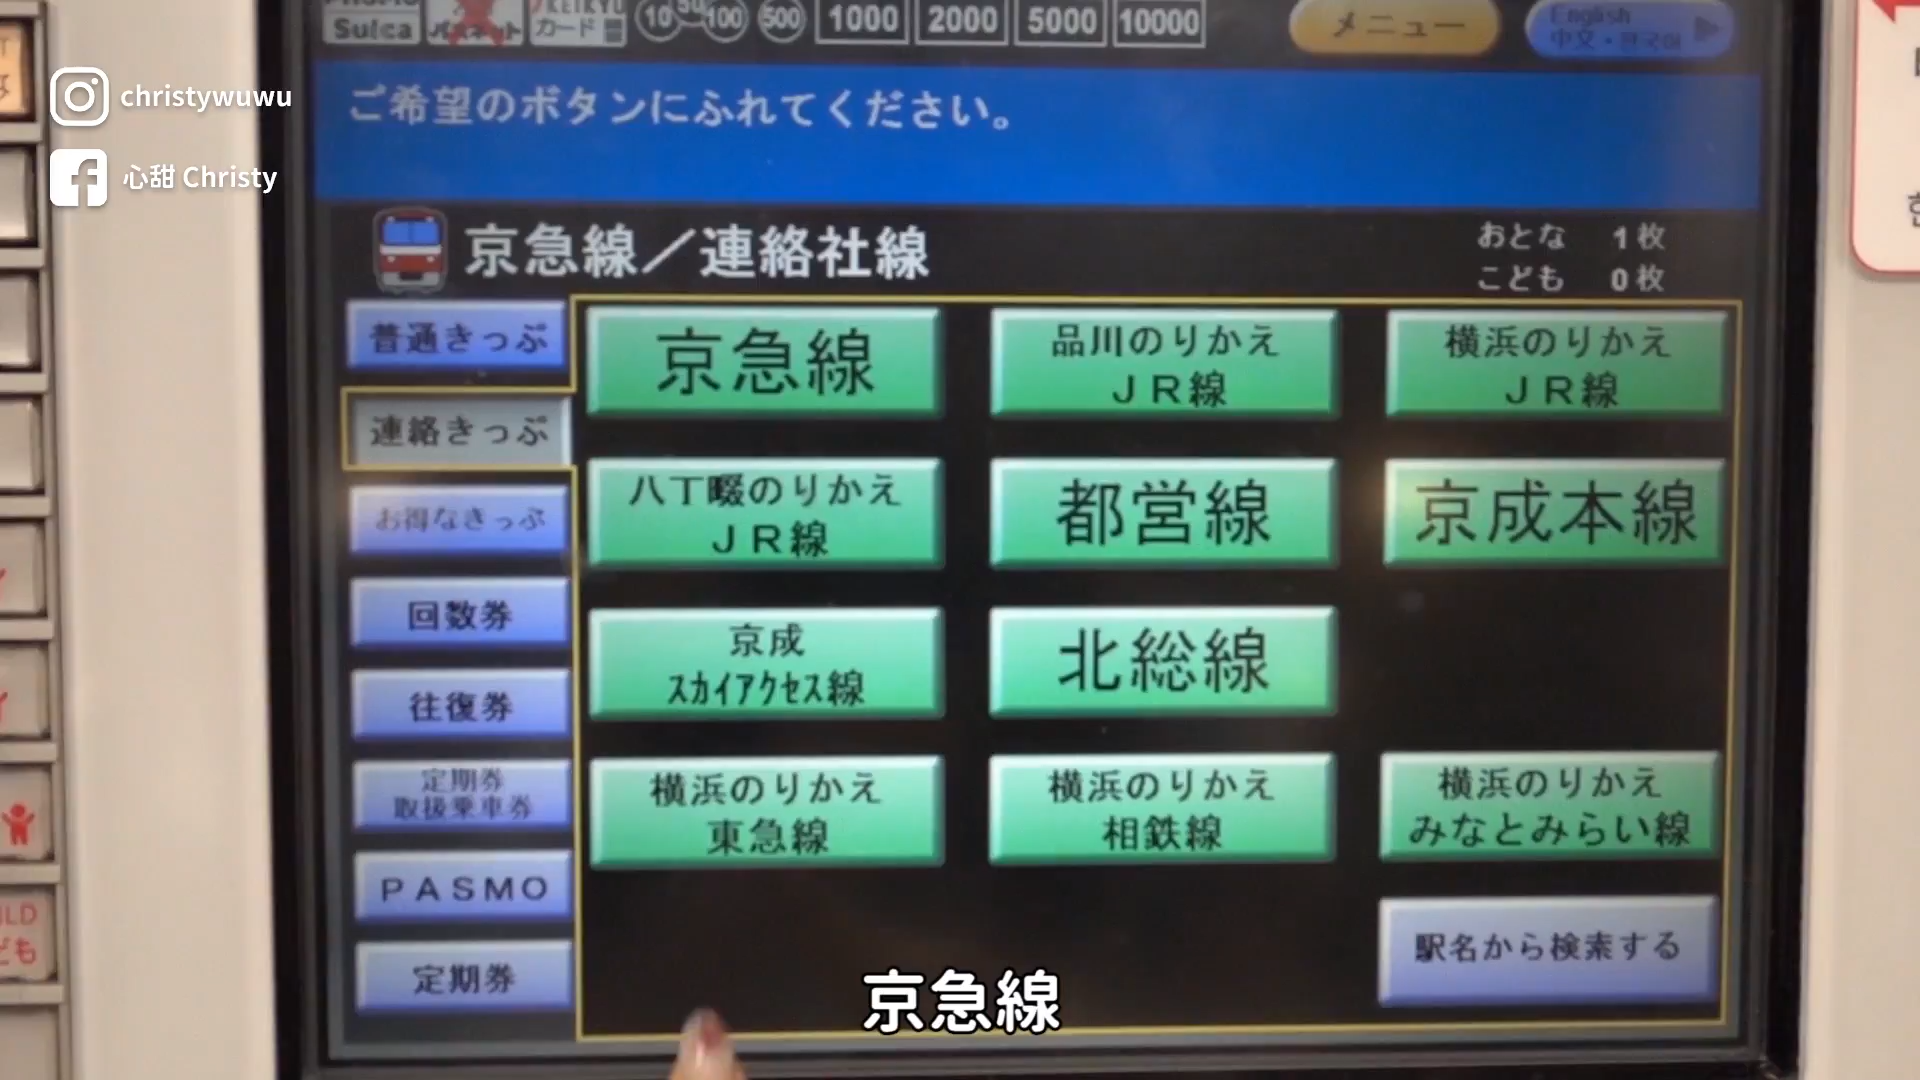 Suica
カード
10 50 100 500 1000 2000 5000 10000
メニュー
English
中文・한국어
ご希望のボタンにふれてください。
christywuwu
心甜 Christy
京急線／連絡社線
おとな 1枚
こども 0枚
普通きっぷ
連絡きっぷ
お得なきっぷ
回数券
往復券
定期券
取扱乗車券
PASMO
定期券
京急線
品川のりかえ
JR線
横浜のりかえ
JR線
八丁畷のりかえ
JR線
都営線
京成本線
京成
スカイアクセス線
北総線
横浜のりかえ
東急線
横浜のりかえ
相鉄線
横浜のりかえ
みなとみらい線
駅名から検索する
京急線